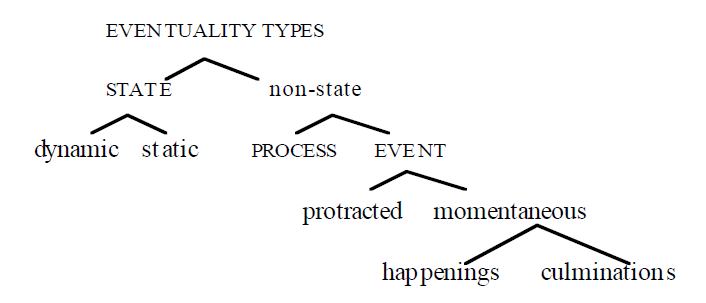 EVENTUALITY TYPES
STATE non-state
dynamic static PROCESS EVENT
protracted momentaneous
happenings culminations